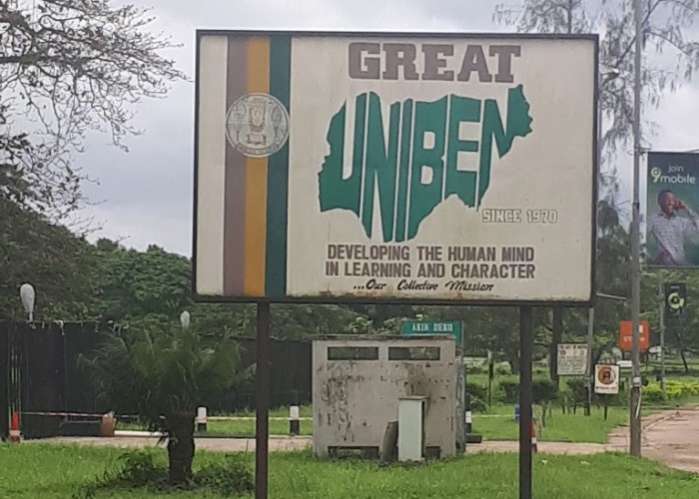 GREAT
UNIBEN
SINCE 1970
DEVELOPING THE HUMAN MIND
IN LEARNING AND CHARACTER
...Our Collective Mission
Join
9mobile